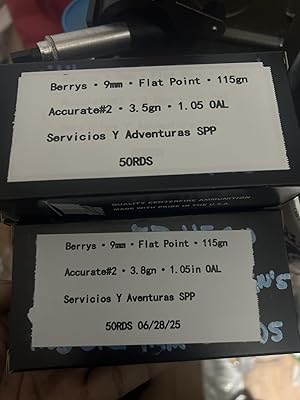 Berrys • 9mm • Flat Point • 115gn
Accurate#2 • 3.5gn • 1.05 OAL
Servicios Y Adventuras SPP
50RDS
QUALITY CENTERFIRE AMMUNITION
MADE WITH PRIDE IN THE U.S.A.
Berrys • 9mm • Flat Point • 115gn
Accurate#2 • 3.8gn • 1.05in OAL
Servicios Y Aventuras SPP
50RDS 06/28/25